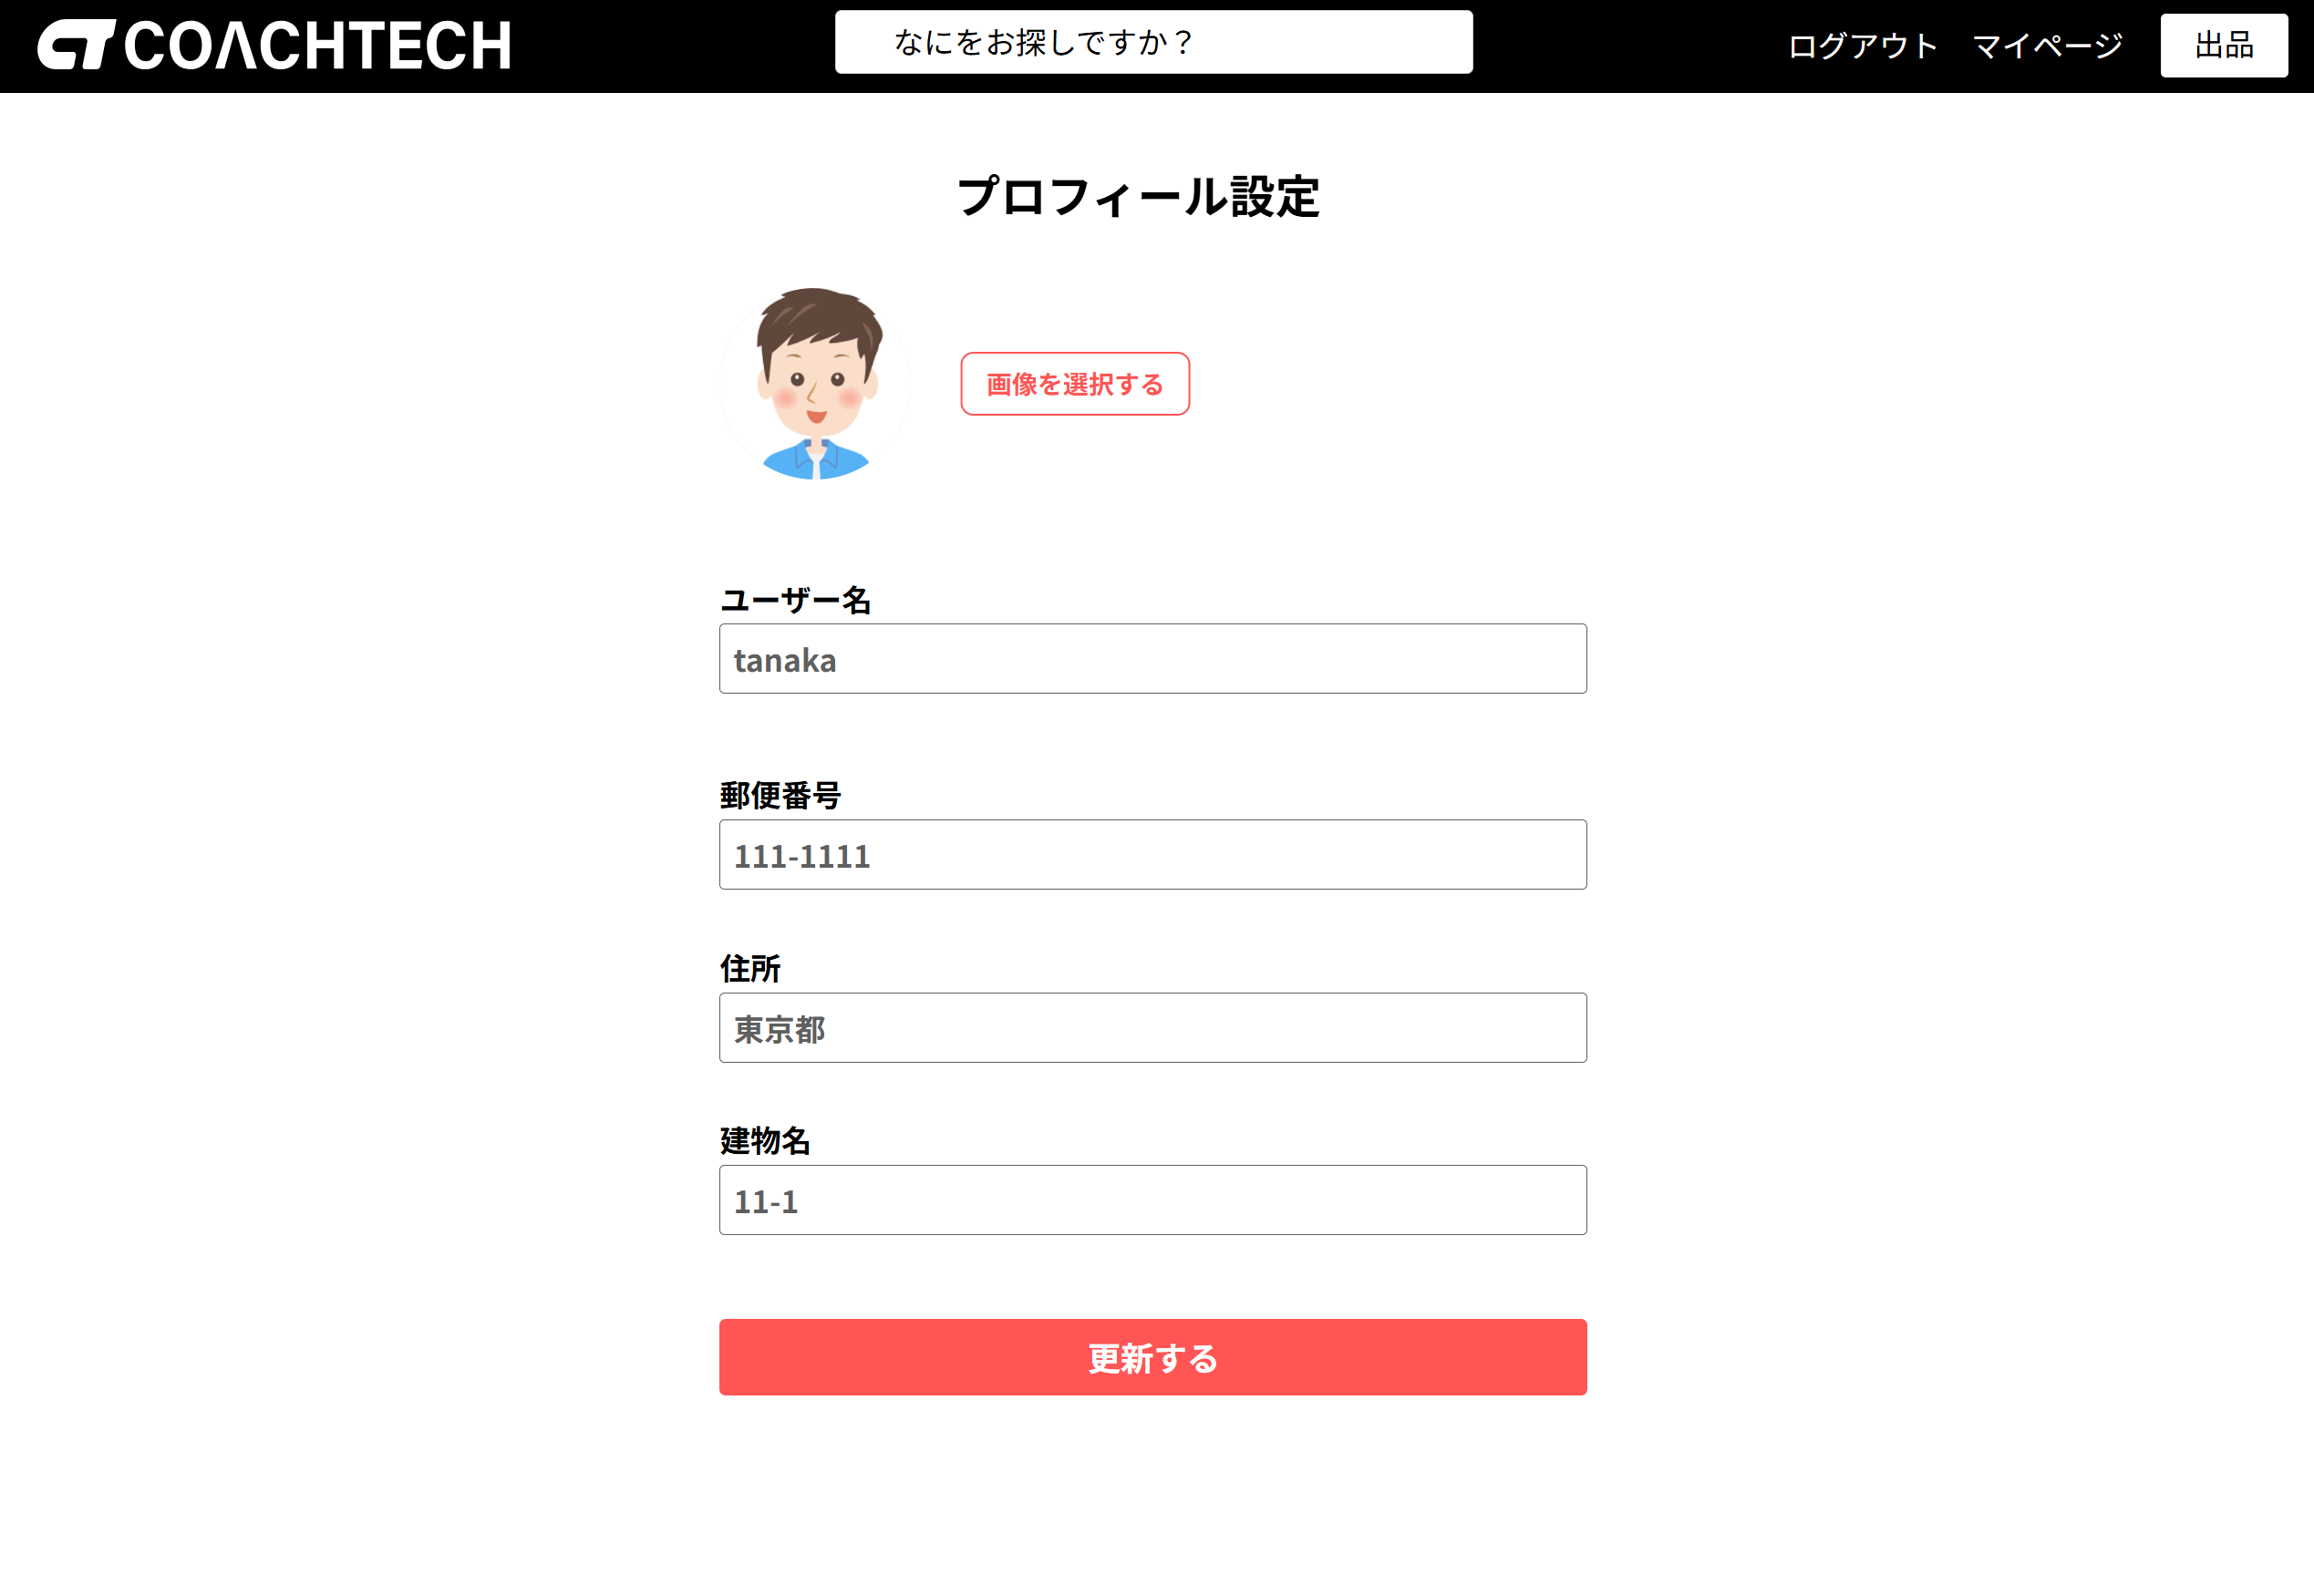 COACHTECH
なにをお探しですか？
ログアウト
マイページ
出品
プロフィール設定
画像を選択する
ユーザー名
tanaka
郵便番号
111-1111
住所
東京都
建物名
11-1
更新する